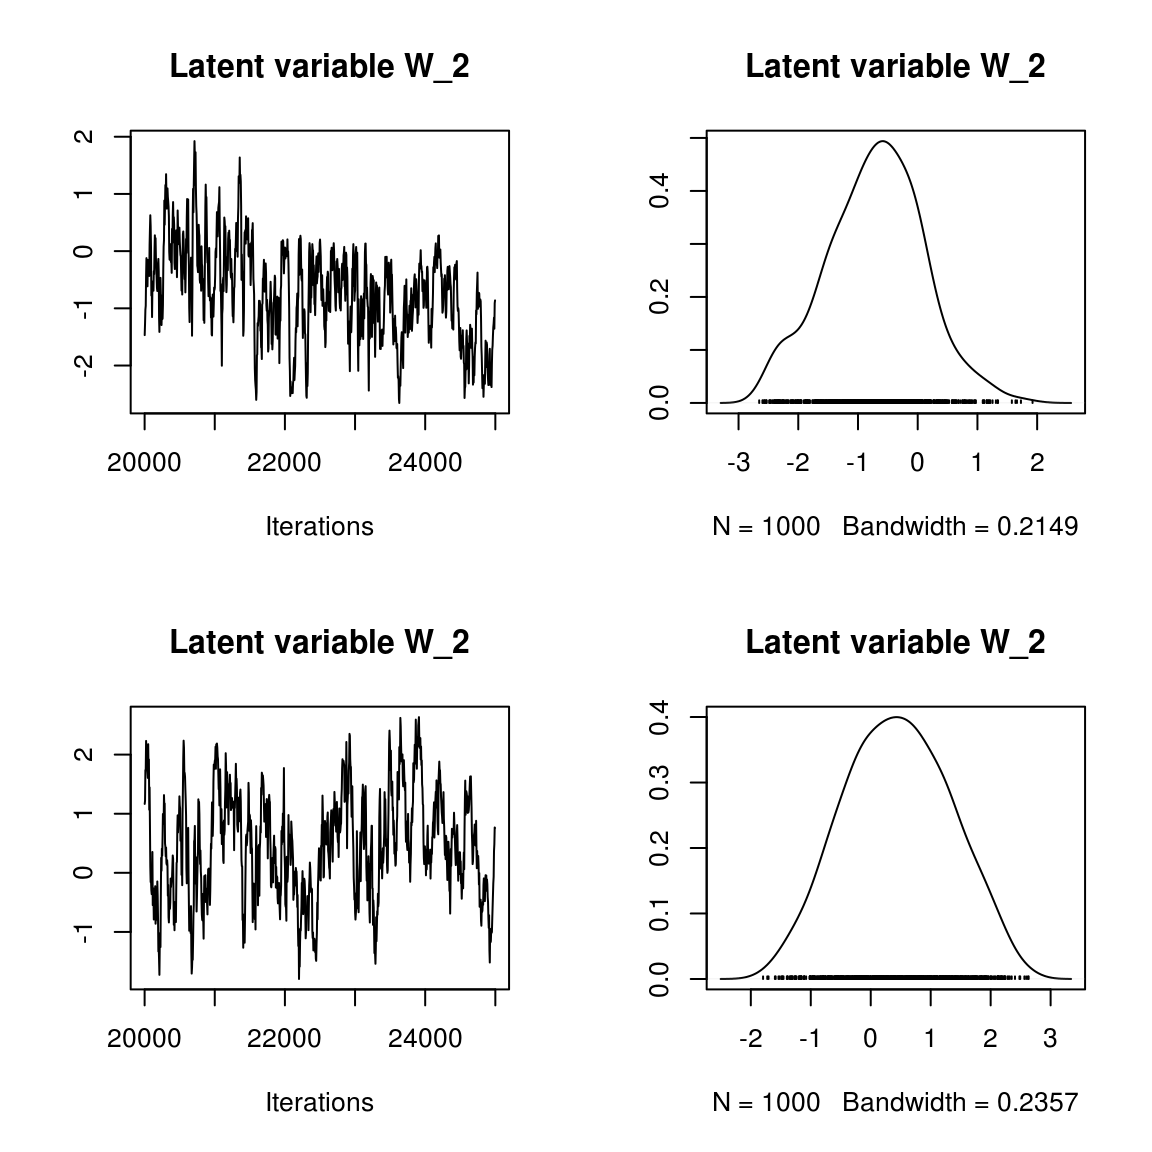 Latent variable W_2
Latent variable W_2
2
1
0
-1
-2
20000 22000 24000
Iterations
0.4
0.2
0.0
-3 -2 -1 0 1 2
N = 1000 Bandwidth = 0.2149
Latent variable W_2
Latent variable W_2
2
1
0
-1
20000 22000 24000
Iterations
0.4
0.3
0.2
0.1
0.0
-2 -1 0 1 2 3
N = 1000 Bandwidth = 0.2357